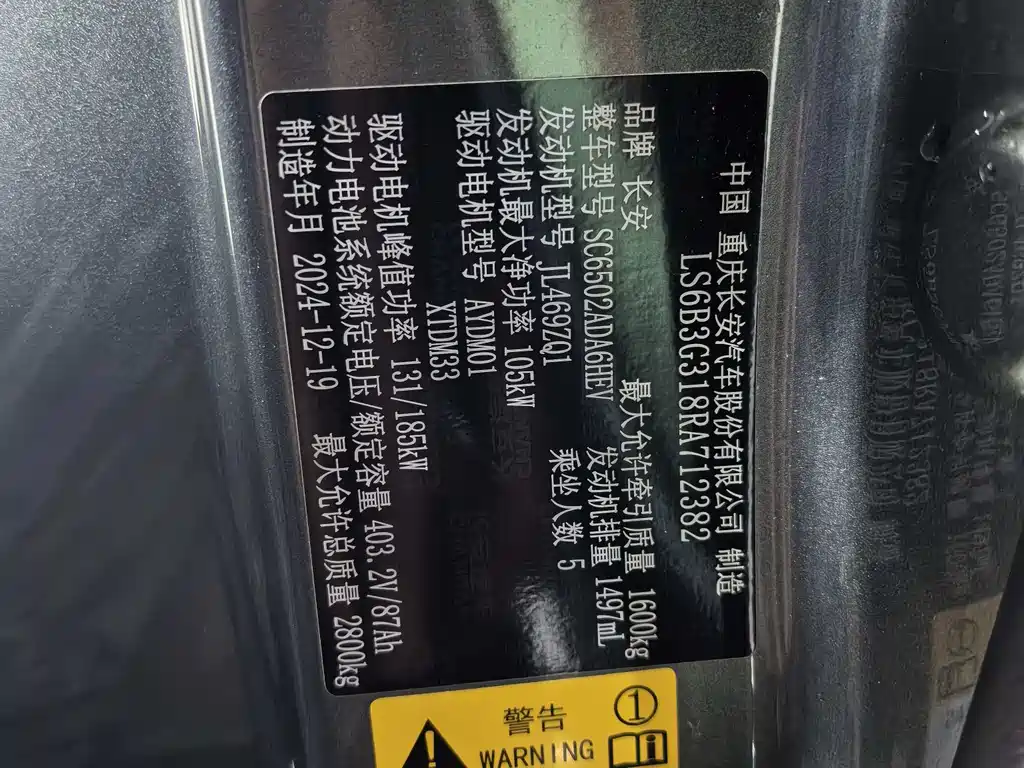 中国 重庆长安汽车股份有限公司 制造
LS6B3G318RA712382
品牌 长安 最大允许牵引质量 1600kg
整车型号 SC6502ADA6HEV 发动机排量 1497ml
发动机型号 JL469ZQ1 乘坐人数 5
发动机最大净功率 105kW
驱动电机型号 AYDM01
XTDM33
驱动电机峰值功率 131/185kW
动力电池系统额定电压/额定容量 403.2V/87Ah
制造年月 2024-12-19 最大允许总质量 2800kg
警告
WARNING
1
i